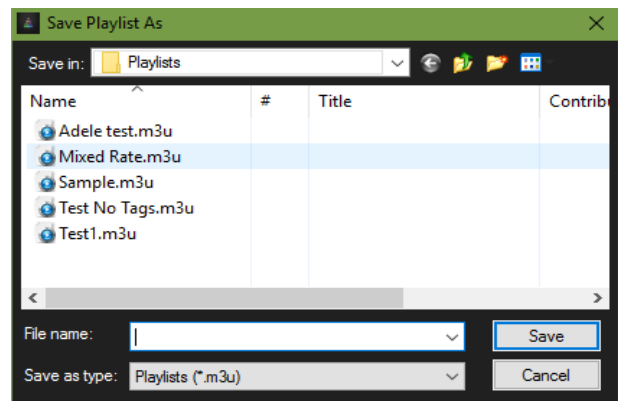 Save Playlist As
Save in: Playlists
Name # Title Contribu
Adele test.m3u
Mixed Rate.m3u
Sample.m3u
Test No Tags.m3u
Test1.m3u
File name: Save
Save as type: Playlists (*.m3u) Cancel